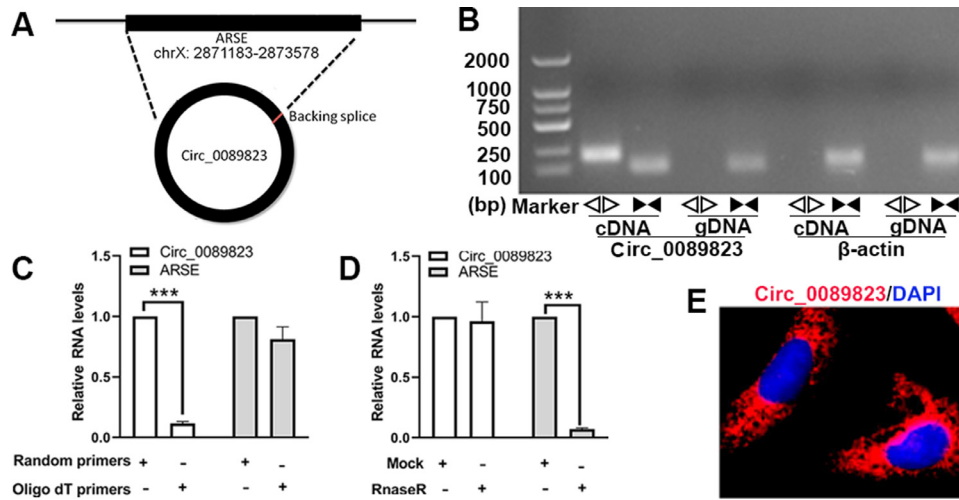 A
ARSE
chrX: 2871183-2873578
Backing splice
Circ_0089823
B
2000
1000
750
500
250
100
(bp) Marker
cDNA gDNA cDNA gDNA
Circ_0089823 β-actin
C
Circ_0089823
ARSE
***
Relative RNA levels
1.5
1.0
0.5
0.0
Random primers + - + -
Oligo dT primers - + - +
D
Circ_0089823
ARSE
***
Relative RNA levels
1.5
1.0
0.5
0.0
Mock + - + -
RnaseR - + - +
E
Circ_0089823/DAPI